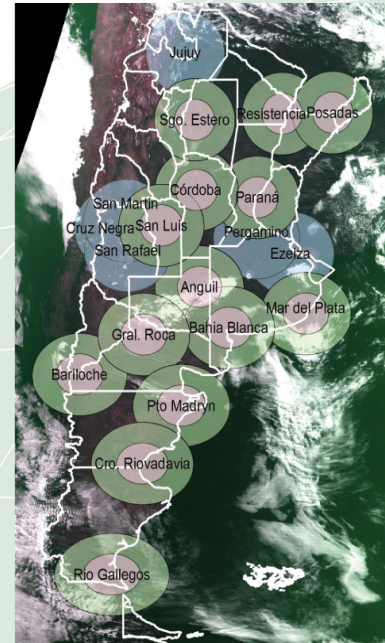 Jujuy
Sgo. Estero
Resistencia
Posadas
Córdoba
Paraná
San Martin
San Luis
Cruz Negra
San Rafael
Pergamino
Ezeiza
Anguil
Mar del Plata
Gral. Roca
Bahia Blanca
Bariloche
Pto Madryn
Cro. Riovadavia
Rio Gallegos